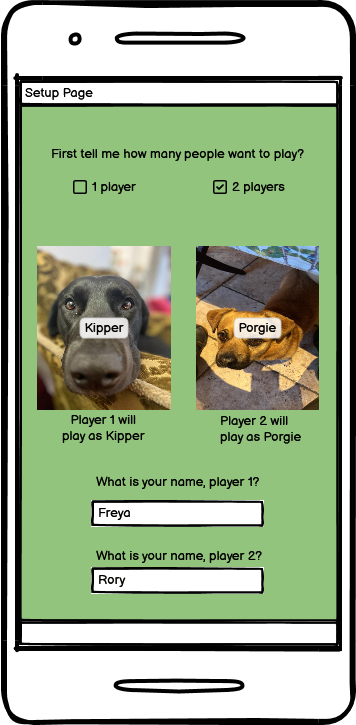 Setup Page
First tell me how many people want to play?
1 player
2 players
Kipper
Porgie
Player 1 will
play as Kipper
Player 2 will
play as Porgie
What is your name, player 1?
Freya
What is your name, player 2?
Rory